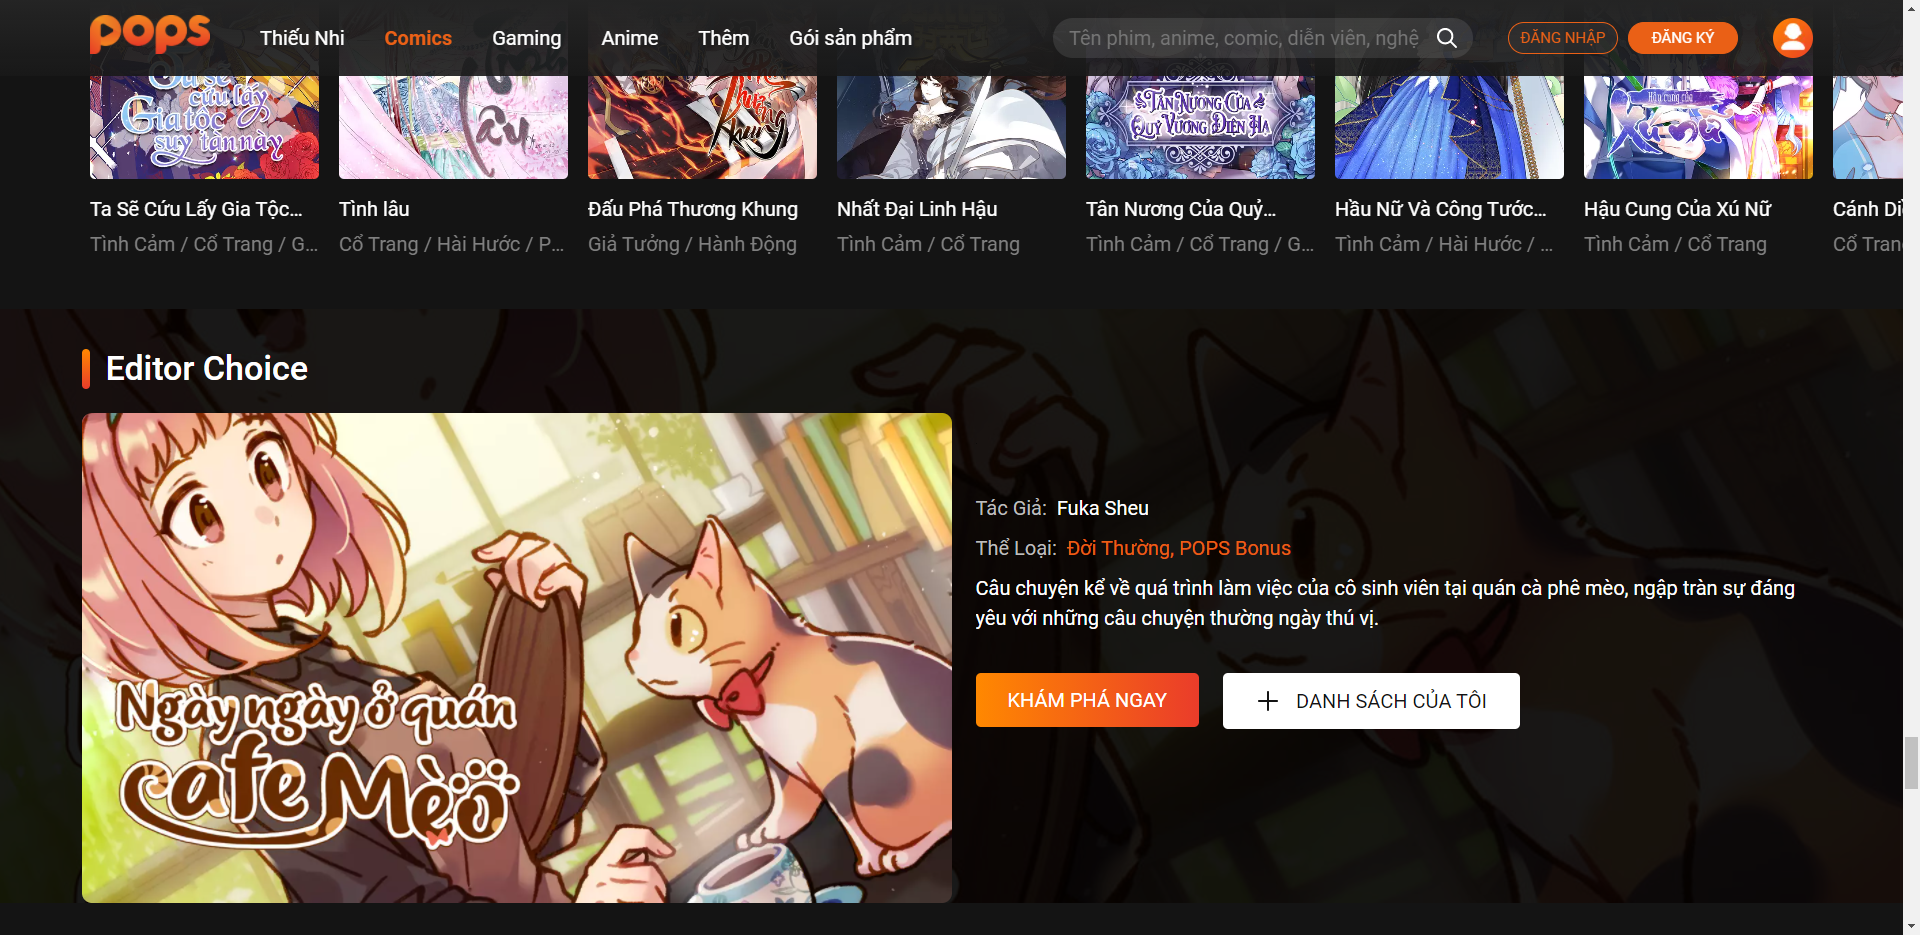 POPS
Thiếu Nhi
Comics
Gaming
Anime
Thêm
Gói sản phẩm
Tên phim, anime, comic, diễn viên, nghệ
ĐĂNG NHẬP
ĐĂNG KÝ
cứu lấy
Gia tộc
suy tàn này
Lâu
Khung
TÂN NƯƠNG CỦA
QUỶ VƯƠNG ĐIỆN HẠ
Hậu cung của
Xú nữ
Ta Sẽ Cứu Lấy Gia Tộc...
Tình lâu
Đấu Phá Thương Khung
Nhất Đại Linh Hậu
Tân Nương Của Quỷ...
Hầu Nữ Và Công Tước...
Hậu Cung Của Xú Nữ
Cánh Di
Tình Cảm / Cổ Trang / G...
Cổ Trang / Hài Hước / P...
Giả Tưởng / Hành Động
Tình Cảm / Cổ Trang
Tình Cảm / Cổ Trang / G...
Tình Cảm / Hài Hước / ...
Tình Cảm / Cổ Trang
Cổ Tran
Editor Choice
Ngày ngày ở quán
cafe Mèo
Tác Giả: Fuka Sheu
Thể Loại: Đời Thường, POPS Bonus
Câu chuyện kể về quá trình làm việc của cô sinh viên tại quán cà phê mèo, ngập tràn sự đáng
yêu với những câu chuyện thường ngày thú vị.
KHÁM PHÁ NGAY
DANH SÁCH CỦA TÔI